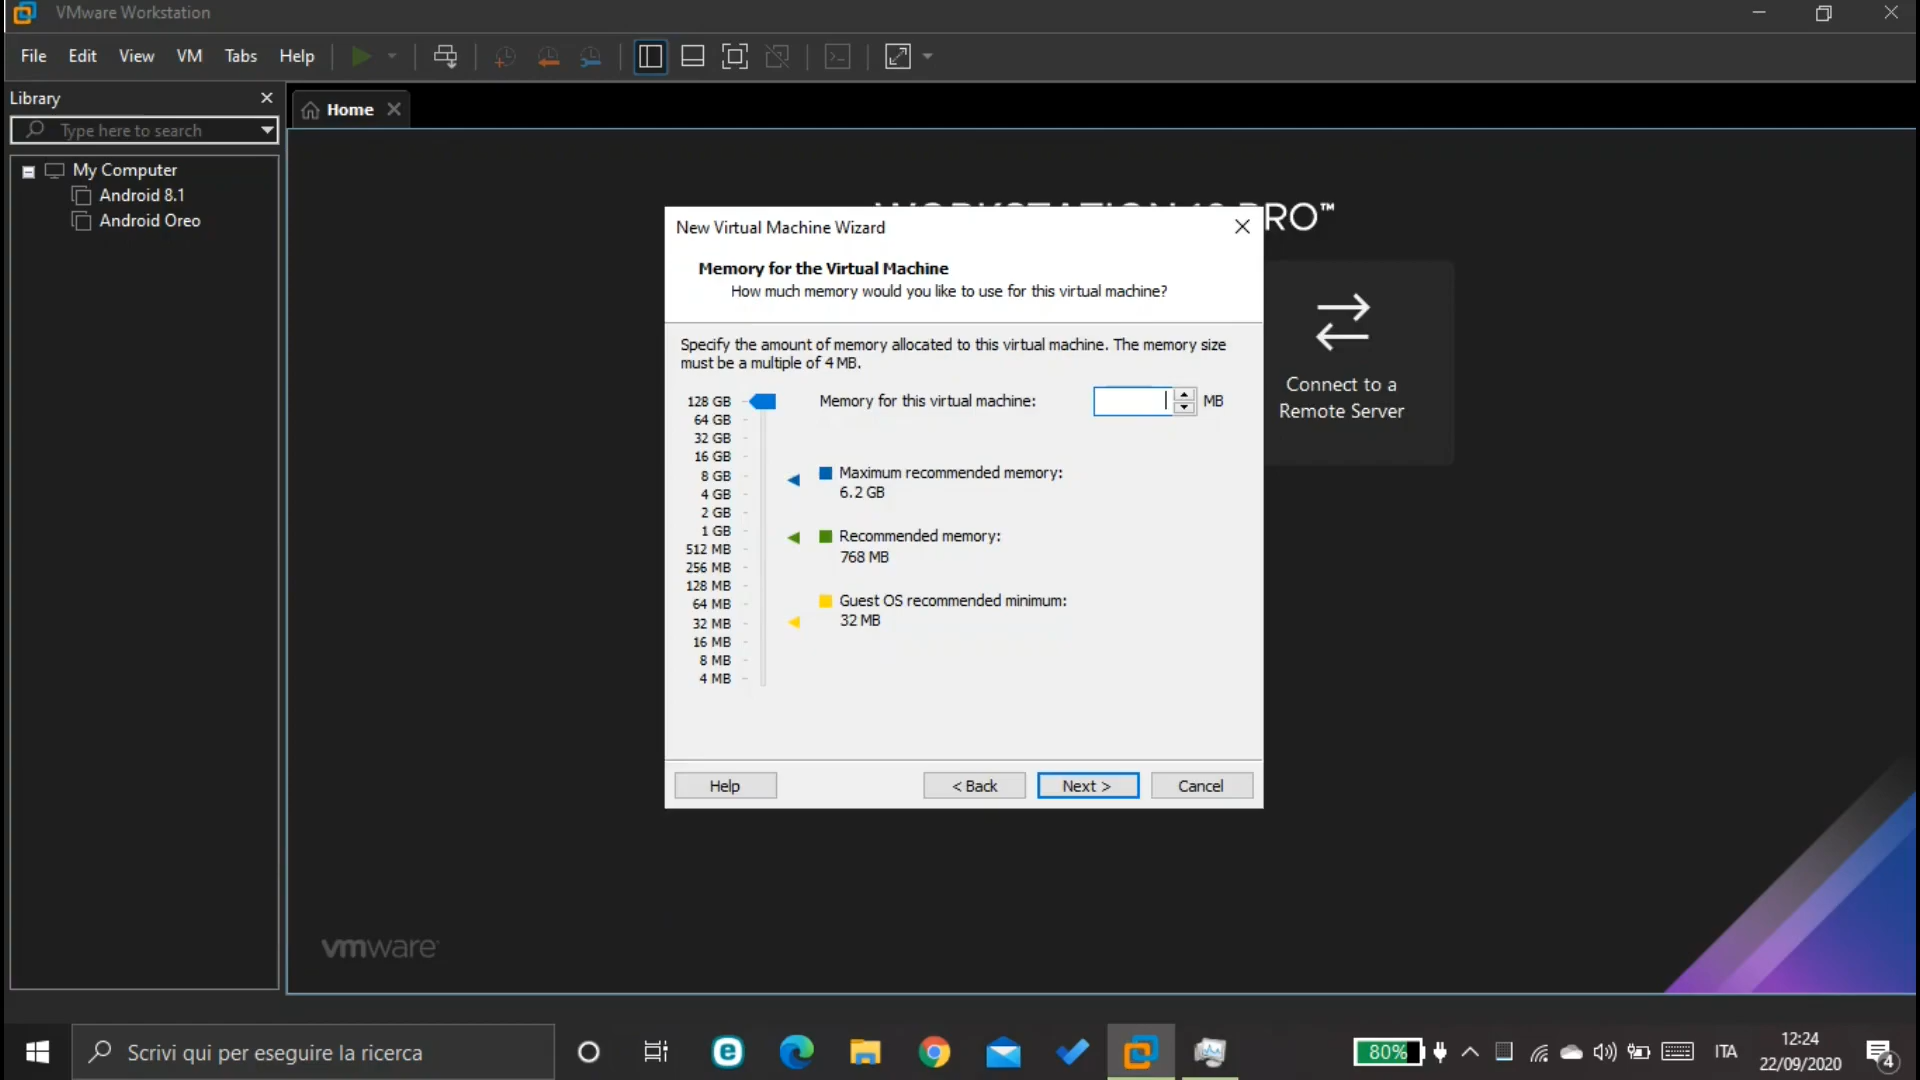 VMware Workstation
File Edit View VM Tabs Help
Library
Home
Type here to search
My Computer
Android 8.1
Android Oreo
PRO™
New Virtual Machine Wizard
Memory for the Virtual Machine
How much memory would you like to use for this virtual machine?
Specify the amount of memory allocated to this virtual machine. The memory size
must be a multiple of 4 MB.
128 GB
64 GB
32 GB
16 GB
8 GB
4 GB
2 GB
1 GB
512 MB
256 MB
128 MB
64 MB
32 MB
16 MB
8 MB
4 MB
Memory for this virtual machine: MB
Maximum recommended memory:
6.2 GB
Recommended memory:
768 MB
Guest OS recommended minimum:
32 MB
Help < Back Next > Cancel
Connect to a
Remote Server
vmware
Scrivi qui per eseguire la ricerca
80%
ITA
12:24
22/09/2020
4